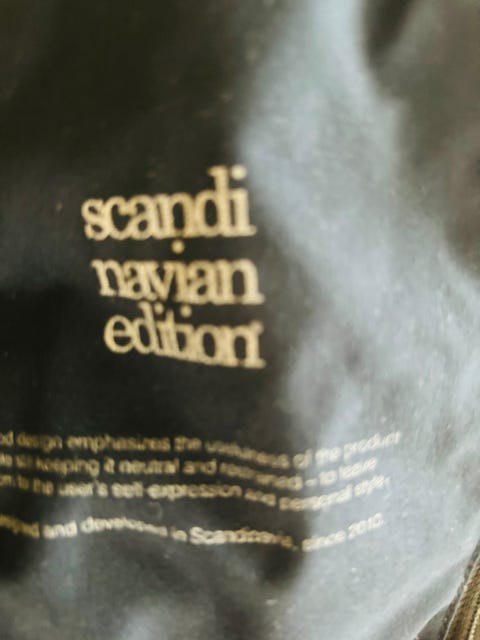 scandi
navian
edition
design emphasizes the usefulness of the product
still keeping it neutral and restrained – to leave
to the user's self-expression and personal style.
and developed in Scandinavia, since 2010.